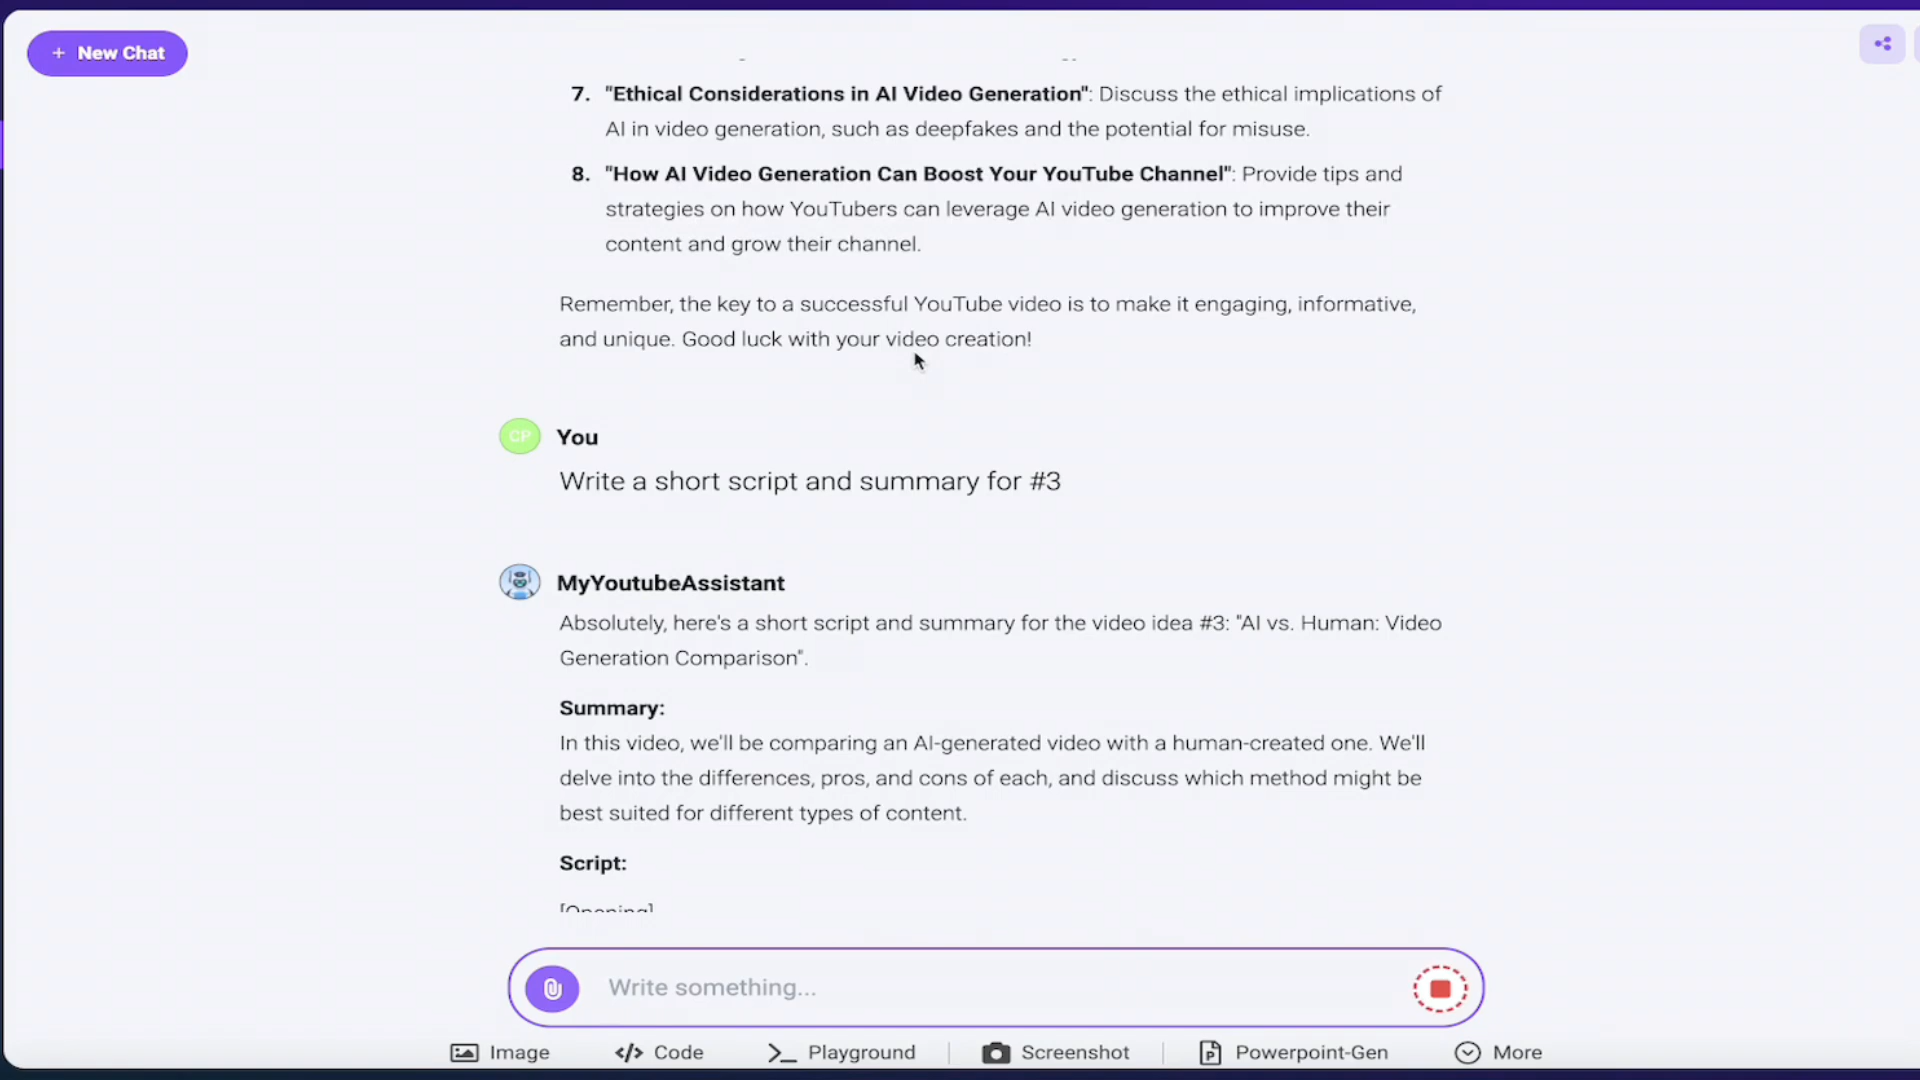 + New Chat
7. "Ethical Considerations in AI Video Generation": Discuss the ethical implications of
AI in video generation, such as deepfakes and the potential for misuse.
8. "How AI Video Generation Can Boost Your YouTube Channel": Provide tips and
strategies on how YouTubers can leverage AI video generation to improve their
content and grow their channel.
Remember, the key to a successful YouTube video is to make it engaging, informative,
and unique. Good luck with your video creation!
CP You
Write a short script and summary for #3
MyYoutubeAssistant
Absolutely, here's a short script and summary for the video idea #3: "AI vs. Human: Video
Generation Comparison".
Summary:
In this video, we'll be comparing an AI-generated video with a human-created one. We'll
delve into the differences, pros, and cons of each, and discuss which method might be
best suited for different types of content.
Script:
[Opening]
Write something...
Image </> Code Playground Screenshot Powerpoint-Gen More